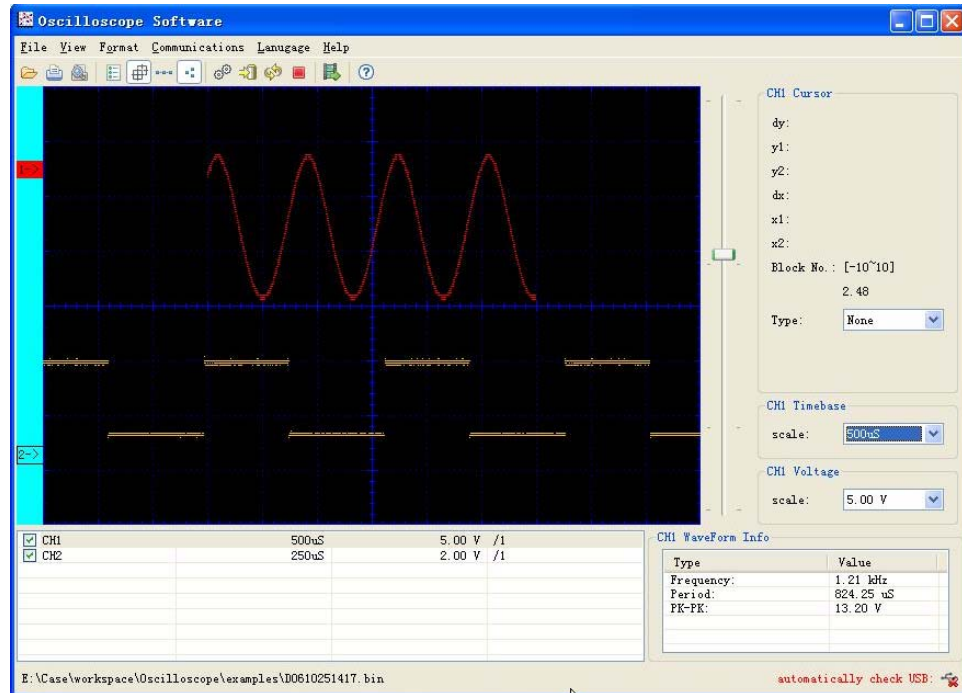 Oscilloscope Software
File View Format Communications Lanugage Help
CH1 Cursor
dy:
y1:
y2:
dx:
x1:
x2:
Block No.: [-10~10]
2.48
Type: None
CH1 Timebase
scale: 500uS
CH1 Voltage
scale: 5.00 V
1->
2->
CH1 500uS 5.00 V /1
CH2 250uS 2.00 V /1
CH1 WaveForm Info
Type Value
Frequency: 1.21 kHz
Period: 824.25 uS
PK-PK: 13.20 V
E:\Case\workspace\Oscilloscope\examples\D0610251417.bin
automatically check USB: